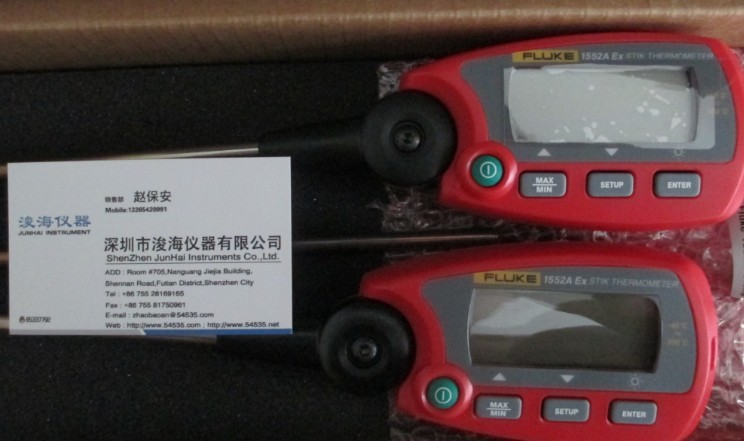 FLUKE 1552A Ex STIK THERMOMETER
MAX
MIN
SETUP
ENTER
销售部 赵保安
Mobile:13265429991
浚海仪器
JUNHAI INSTRUMENT
深圳市浚海仪器有限公司
ShenZhen JunHai Instruments Co.,Ltd.
ADD : Room #705,Nanguang Jiejia Building,
Shennan Road,Futian District,Shenzhen City
Tel : +86 755 28169165
Fax : +86 755 81750961
E-mail : zhaobaoan@54535.com
Web : http://www.54535.com ; http://www.54535.net
FLUKE 1552A Ex STIK THERMOMETER
MAX
MIN
SETUP
ENTER